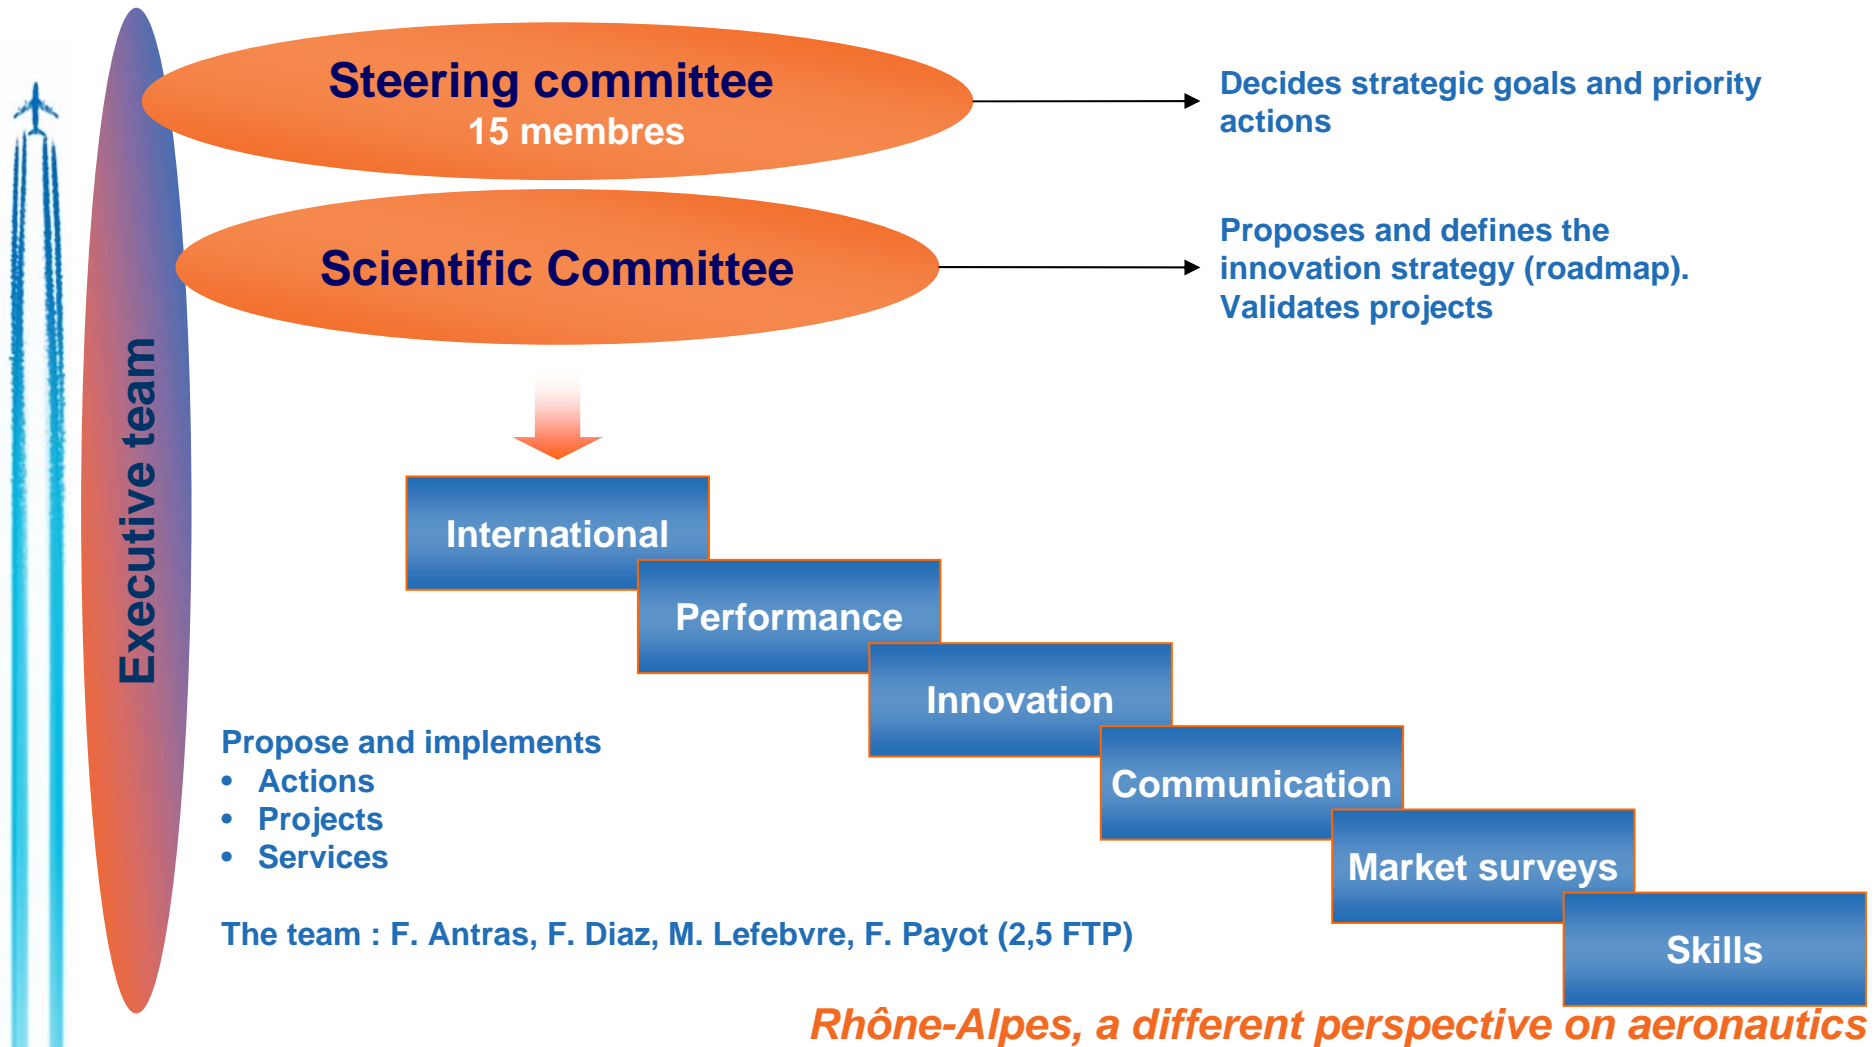 Steering committee
15 membres
Decides strategic goals and priority
actions
Scientific Committee
Proposes and defines the
innovation strategy (roadmap).
Validates projects
Executive team
International
Performance
Innovation
Communication
Market surveys
Skills
Propose and implements
• Actions
• Projects
• Services
The team : F. Antras, F. Diaz, M. Lefebvre, F. Payot (2,5 FTP)
Rhône-Alpes, a different perspective on aeronautics